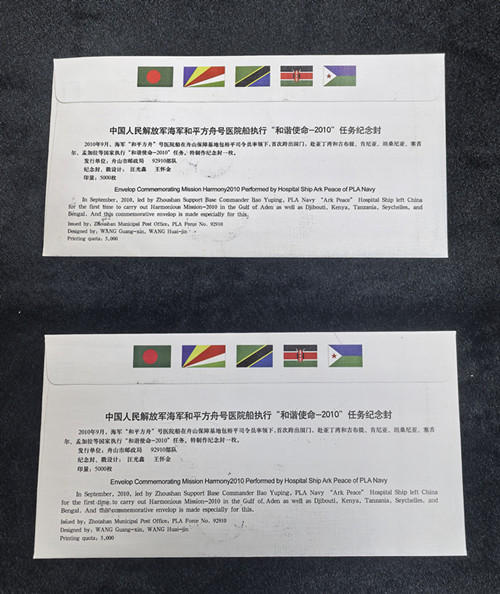 中国人民解放军海军和平方舟号医院船执行“和谐使命-2010”任务纪念封
2010年9月，海军“和平方舟”号医院船在舟山保障基地包裕平司令员率领下，首次跨出国门，赴亚丁湾和吉布提、肯尼亚、坦桑尼亚、塞舌
尔、孟加拉等国家执行“和谐使命-2010”任务，特制作纪念封一枚。
发行单位：舟山市邮政局 92910部队
纪念封、戳设计：汪光鑫 王怀金
印量：5000枚
Envelop Commemorating Mission Harmony2010 Performed by Hospital Ship Ark Peace of PLA Navy
In September, 2010, led by Zhoushan Support Base Commander Bao Yuping, PLA Navy “Ark Peace” Hospital Ship left China
for the first time to carry out Harmonious Mission-2010 in the Gulf of Aden as well as Djibouti, Kenya, Tanzania, Seychelles, and
Bengal. And this commemorative envelop is made especially for this.
Issued by: Zhoushan Municipal Post Office, PLA Force No. 92910
Designed by: WANG Guang-xin, WANG Huai-jin
Printing quota: 5,000
中国人民解放军海军和平方舟号医院船执行“和谐使命-2010”任务纪念封
2010年9月，海军“和平方舟”号医院船在舟山保障基地包裕平司令员率领下，首次跨出国门，赴亚丁湾和吉布提、肯尼亚、坦桑尼亚、塞舌
尔、孟加拉等国家执行“和谐使命-2010”任务，特制作纪念封一枚。
发行单位：舟山市邮政局 92910部队
纪念封、戳设计：汪光鑫 王怀金
印量：5000枚
Envelop Commemorating Mission Harmony2010 Performed by Hospital Ship Ark Peace of PLA Navy
In September, 2010, led by Zhoushan Support Base Commander Bao Yuping, PLA Navy “Ark Peace” Hospital Ship left China
for the first time to carry out Harmonious Mission-2010 in the Gulf of Aden as well as Djibouti, Kenya, Tanzania, Seychelles, and
Bengal. And this commemorative envelop is made especially for this.
Issued by: Zhoushan Municipal Post Office, PLA Force No. 92910
Designed by: WANG Guang-xin, WANG Huai-jin
Printing quota: 5,000